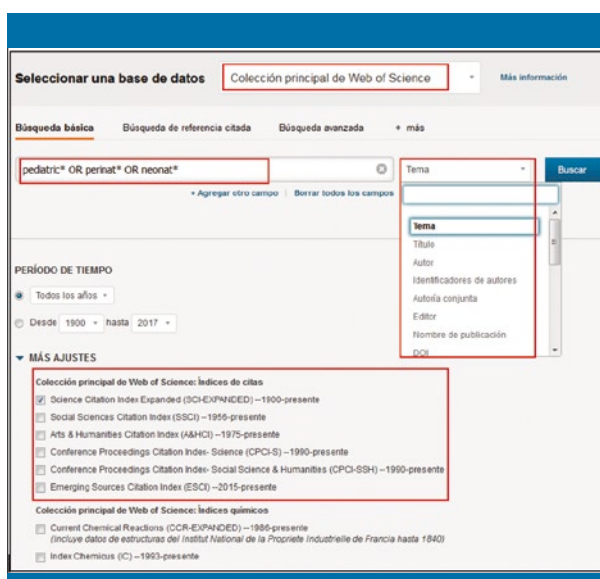 Seleccionar una base de datos Colección principal de Web of Science Más información
Búsqueda básica Búsqueda de referencia citada Búsqueda avanzada + más
pediatric* OR perinat* OR neonat* Tema Buscar
+ Agregar otro campo | Borrar todos los campos
Tema
Título
Autor
Identificadores de autores
Autoría conjunta
Editor
Nombre de publicación
DOI
PERÍODO DE TIEMPO
Todos los años
Desde 1900 hasta 2017
MÁS AJUSTES
Colección principal de Web of Science: Índices de citas
Science Citation Index Expanded (SCI-EXPANDED) --1900-presente
Social Sciences Citation Index (SSCI) --1956-presente
Arts & Humanities Citation Index (A&HCI) --1975-presente
Conference Proceedings Citation Index- Science (CPCI-S) --1990-presente
Conference Proceedings Citation Index- Social Science & Humanities (CPCI-SSH) --1990-presente
Emerging Sources Citation Index (ESCI) --2015-presente
Colección principal de Web of Science: Índices químicos
Current Chemical Reactions (CCR-EXPANDED) --1986-presente
(Incluye datos de estructuras del Institut National de la Propriete Industrielle de Francia hasta 1840)
Index Chemicus (IC) --1993-presente